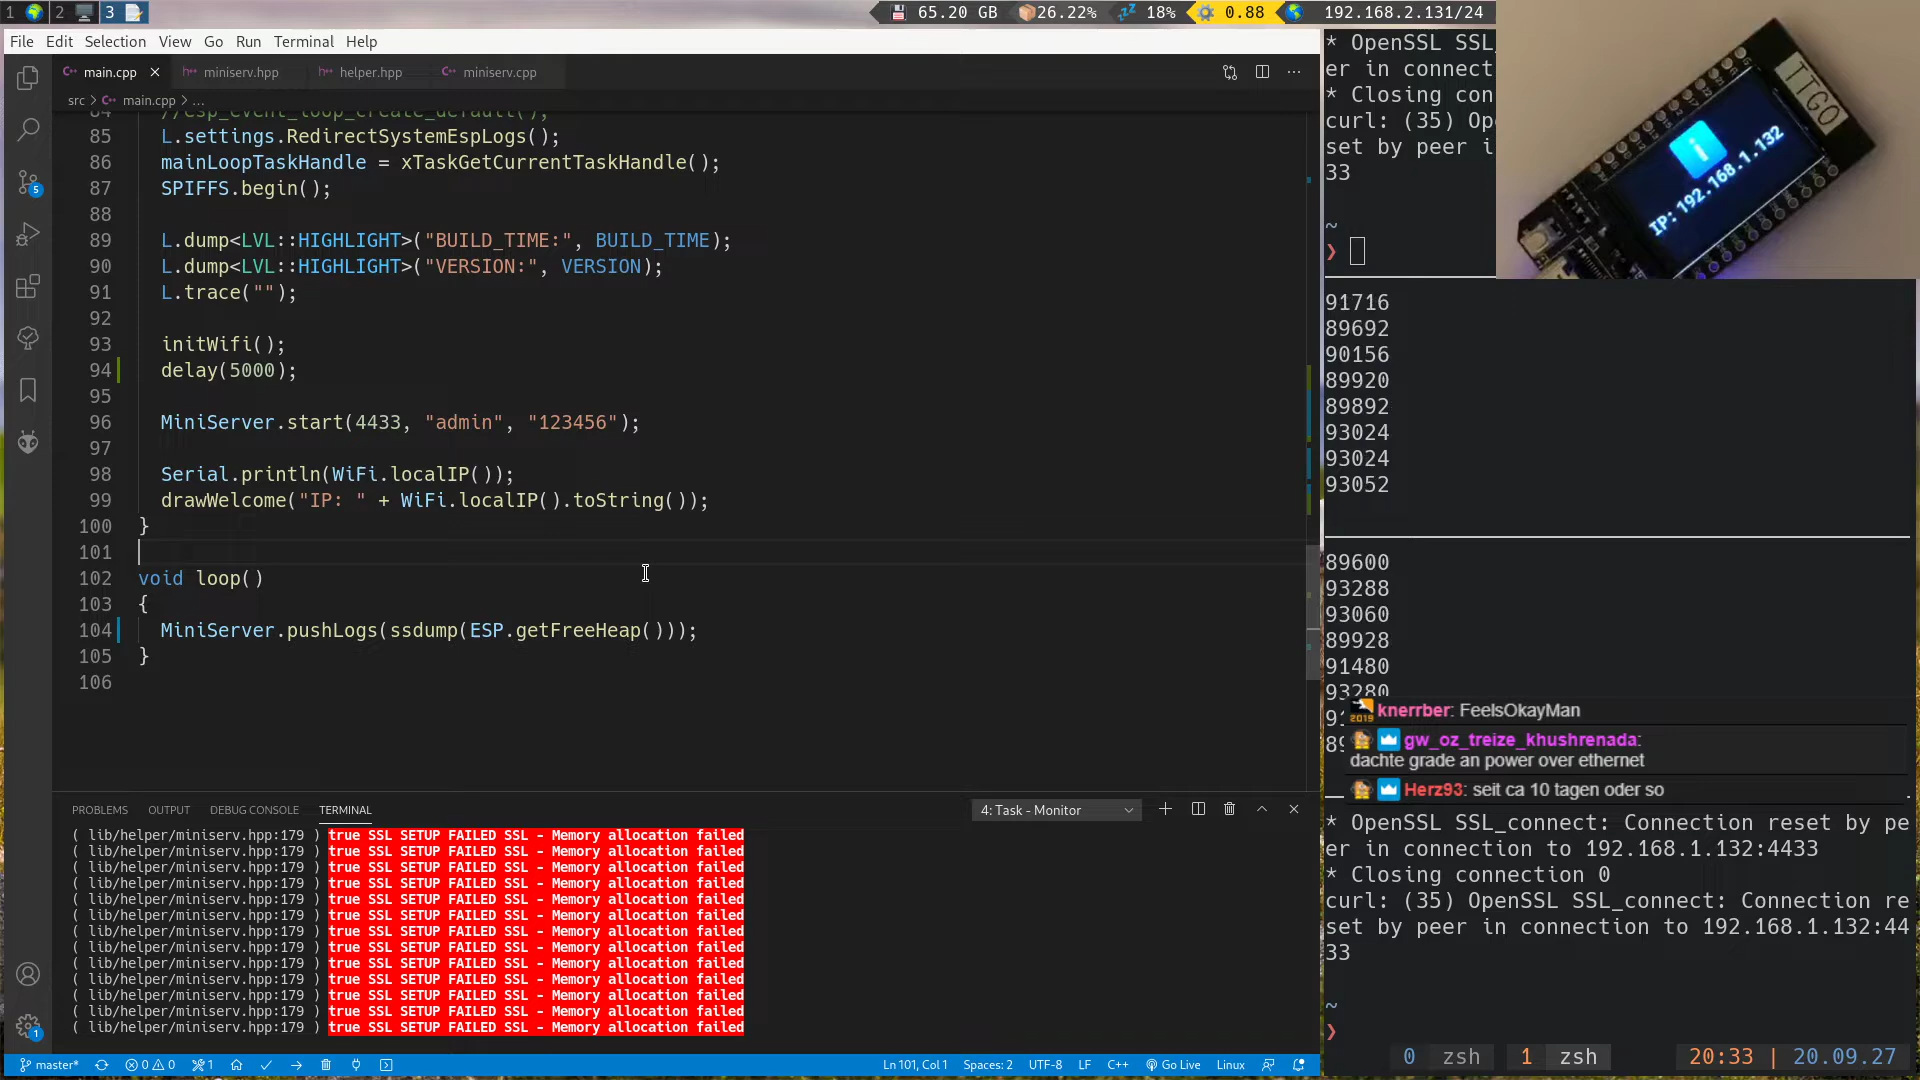 1 2 3 65.20 GB 26.22% 18% 0.88 192.168.2.131/24
File Edit Selection View Go Run Terminal Help
main.cpp miniserv.hpp helper.hpp miniserv.cpp
src > main.cpp > ...
84 //esp_event_loop_create_default();
85 L.settings.RedirectSystemEspLogs();
86 mainLoopTaskHandle = xTaskGetCurrentTaskHandle();
87 SPIFFS.begin();
88
89 L.dump<LVL::HIGHLIGHT>("BUILD_TIME:", BUILD_TIME);
90 L.dump<LVL::HIGHLIGHT>("VERSION:", VERSION);
91 L.trace("");
92
93 initWifi();
94 delay(5000);
95
96 MiniServer.start(4433, "admin", "123456");
97
98 Serial.println(WiFi.localIP());
99 drawWelcome("IP: " + WiFi.localIP().toString());
100 }
101
102 void loop()
103 {
104 MiniServer.pushLogs(ssdump(ESP.getFreeHeap()));
105 }
106
5
1
PROBLEMS OUTPUT DEBUG CONSOLE TERMINAL 4: Task - Monitor
( lib/helper/miniserv.hpp:179 ) true SSL SETUP FAILED SSL - Memory allocation failed
( lib/helper/miniserv.hpp:179 ) true SSL SETUP FAILED SSL - Memory allocation failed
( lib/helper/miniserv.hpp:179 ) true SSL SETUP FAILED SSL - Memory allocation failed
( lib/helper/miniserv.hpp:179 ) true SSL SETUP FAILED SSL - Memory allocation failed
( lib/helper/miniserv.hpp:179 ) true SSL SETUP FAILED SSL - Memory allocation failed
( lib/helper/miniserv.hpp:179 ) true SSL SETUP FAILED SSL - Memory allocation failed
( lib/helper/miniserv.hpp:179 ) true SSL SETUP FAILED SSL - Memory allocation failed
( lib/helper/miniserv.hpp:179 ) true SSL SETUP FAILED SSL - Memory allocation failed
( lib/helper/miniserv.hpp:179 ) true SSL SETUP FAILED SSL - Memory allocation failed
( lib/helper/miniserv.hpp:179 ) true SSL SETUP FAILED SSL - Memory allocation failed
( lib/helper/miniserv.hpp:179 ) true SSL SETUP FAILED SSL - Memory allocation failed
( lib/helper/miniserv.hpp:179 ) true SSL SETUP FAILED SSL - Memory allocation failed
( lib/helper/miniserv.hpp:179 ) true SSL SETUP FAILED SSL - Memory allocation failed
master* 0 0 1 Ln 101, Col 1 Spaces: 2 UTF-8 LF C++ Go Live Linux
* OpenSSL SSL_
er in connect
* Closing con
curl: (35) Op
set by peer i
33
~
❯
TTGO
i
IP: 192.168.1.132
91716
89692
90156
89920
89892
93024
93024
93052
89600
93288
93060
89928
91480
93280
knerrber: FeelsOkayMan
gw_oz_treize_khushrenada:
dachte grade an power over ethernet
Herz93: seit ca 10 tagen oder so
2019
* OpenSSL SSL_connect: Connection reset by pe
er in connection to 192.168.1.132:4433
* Closing connection 0
curl: (35) OpenSSL SSL_connect: Connection re
set by peer in connection to 192.168.1.132:44
33
~
❯
0 zsh 1 zsh 20:33 | 20.09.27